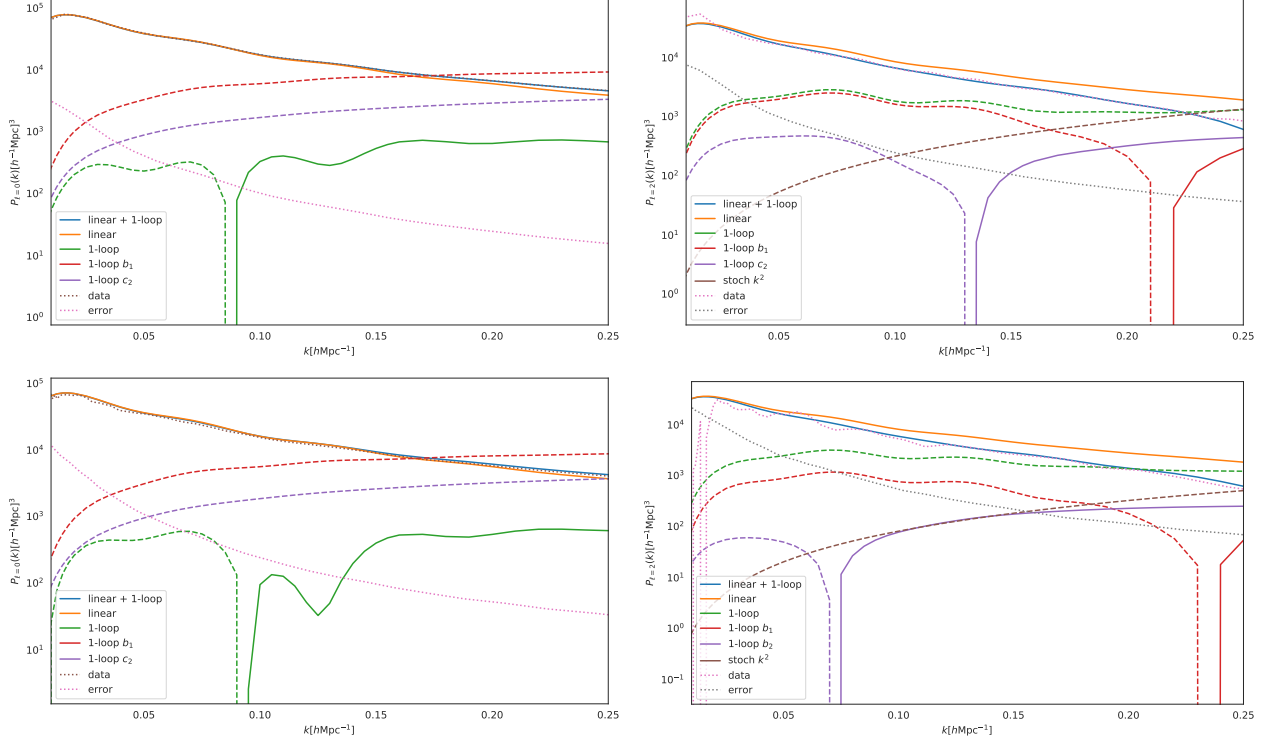 10^5
10^4
10^3
10^2
10^1
10^0
P_{ℓ=0}(k)[h^{-1}Mpc]^3
linear + 1-loop
linear
1-loop
1-loop b_1
1-loop c_2
data
error
0.05 0.10 0.15 0.20 0.25
k[hMpc^{-1}]
10^4
10^3
10^2
10^1
10^0
P_{ℓ=2}(k)[h^{-1}Mpc]^3
linear + 1-loop
linear
1-loop
1-loop b_1
1-loop c_2
stoch k^2
data
error
0.05 0.10 0.15 0.20 0.25
k[hMpc^{-1}]
10^5
10^4
10^3
10^2
10^1
P_{ℓ=0}(k)[h^{-1}Mpc]^3
linear + 1-loop
linear
1-loop
1-loop b_1
1-loop c_2
data
error
0.05 0.10 0.15 0.20 0.25
k[hMpc^{-1}]
10^4
10^3
10^2
10^1
10^0
10^{-1}
P_{ℓ=2}(k)[h^{-1}Mpc]^3
linear + 1-loop
linear
1-loop
1-loop b_1
1-loop b_2
stoch k^2
data
error
0.05 0.10 0.15 0.20 0.25
k[hMpc^{-1}]